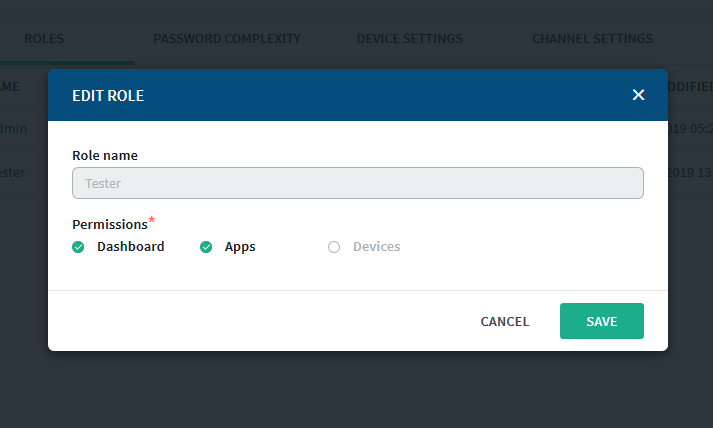 ROLES PASSWORD COMPLEXITY DEVICE SETTINGS CHANNEL SETTINGS
AME ODIFIED
dmin 019 05:2
ester 2019 13
EDIT ROLE
Role name
Tester
Permissions*
Dashboard Apps Devices
CANCEL SAVE